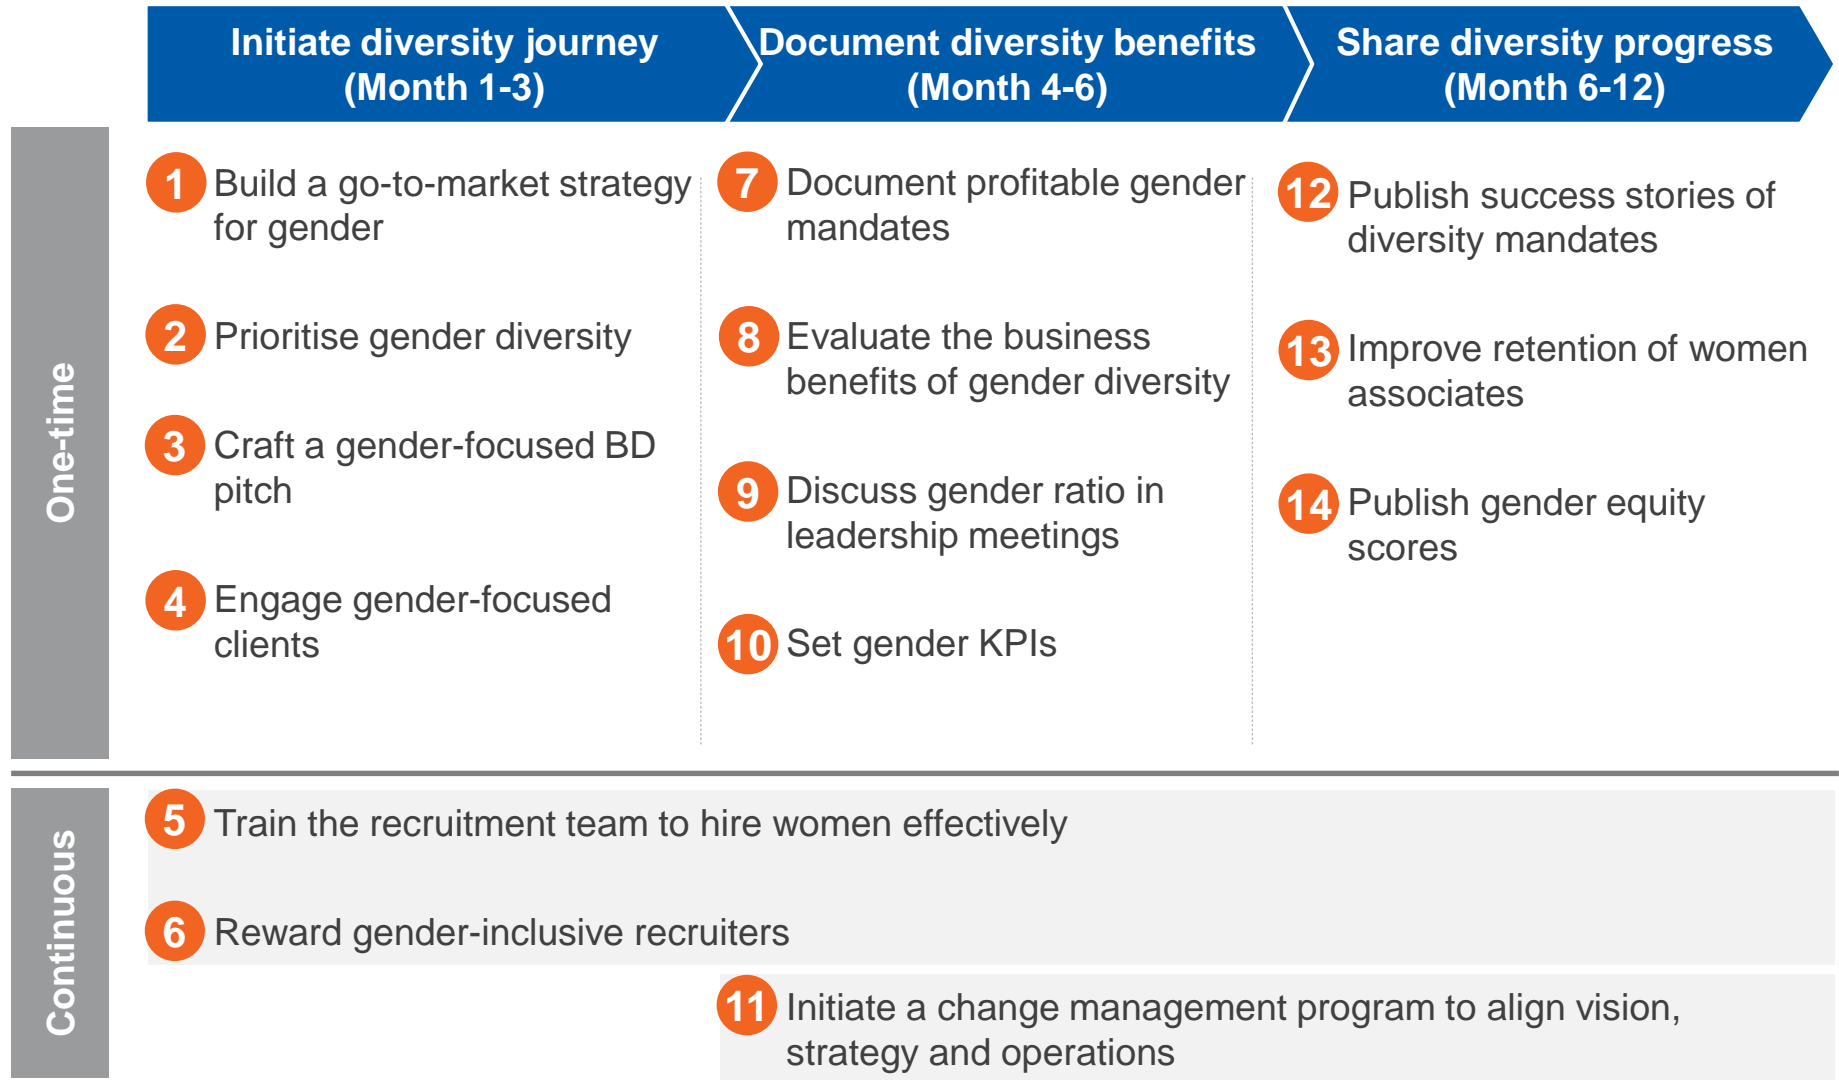 Initiate diversity journey
(Month 1-3)
Document diversity benefits
(Month 4-6)
Share diversity progress
(Month 6-12)
One-time
1 Build a go-to-market strategy
for gender
2 Prioritise gender diversity
3 Craft a gender-focused BD
pitch
4 Engage gender-focused
clients
7 Document profitable gender
mandates
8 Evaluate the business
benefits of gender diversity
9 Discuss gender ratio in
leadership meetings
10 Set gender KPIs
12 Publish success stories of
diversity mandates
13 Improve retention of women
associates
14 Publish gender equity
scores
Continuous
5 Train the recruitment team to hire women effectively
6 Reward gender-inclusive recruiters
11 Initiate a change management program to align vision,
strategy and operations